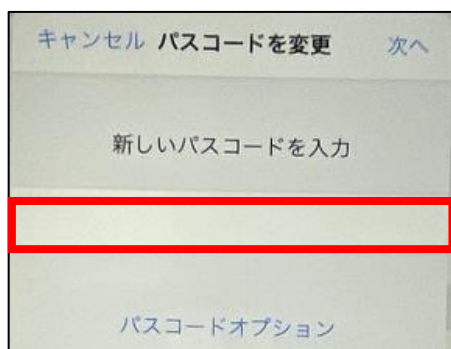 キャンセル パスコードを変更 次へ
新しいパスコードを入力
パスコードオプション